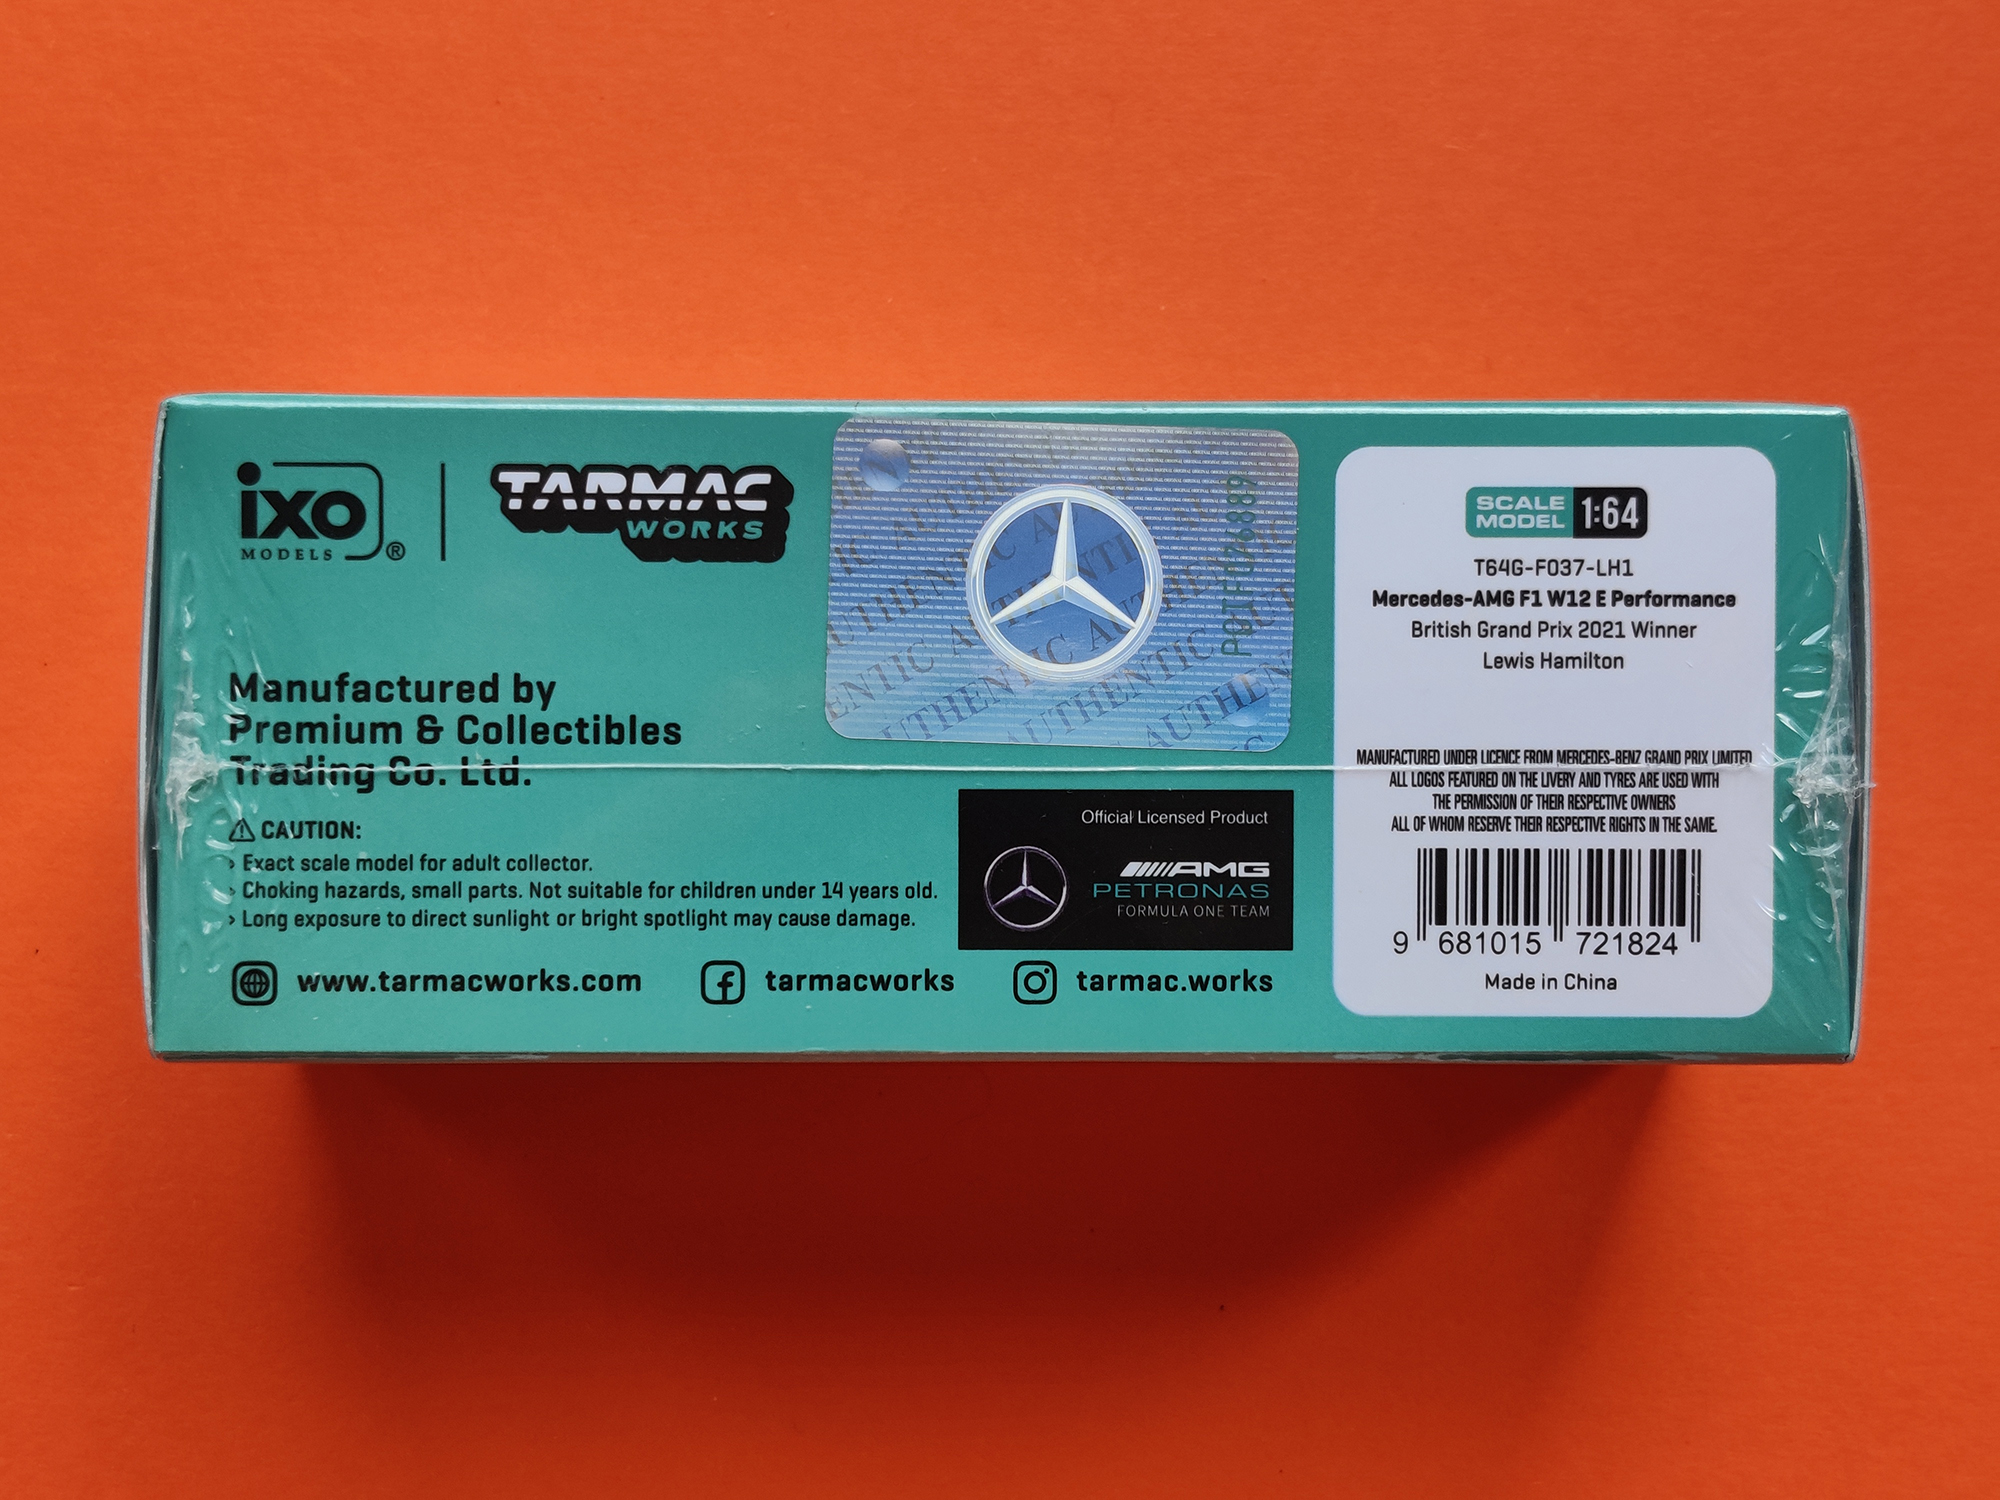 ixo
MODELS ®
TARMAC
WORKS
Manufactured by
Premium & Collectibles
Trading Co. Ltd.
CAUTION:
› Exact scale model for adult collector.
› Choking hazards, small parts. Not suitable for children under 14 years old.
› Long exposure to direct sunlight or bright spotlight may cause damage.
www.tarmacworks.com
tarmacworks
tarmac.works
AUTHENTIC AUTHENTIC
Official Licensed Product
AMG
PETRONAS
FORMULA ONE TEAM
SCALE
MODEL 1:64
T64G-F037-LH1
Mercedes-AMG F1 W12 E Performance
British Grand Prix 2021 Winner
Lewis Hamilton
MANUFACTURED UNDER LICENCE FROM MERCEDES-BENZ GRAND PRIX LIMITED
ALL LOGOS FEATURED ON THE LIVERY AND TYRES ARE USED WITH
THE PERMISSION OF THEIR RESPECTIVE OWNERS
ALL OF WHOM RESERVE THEIR RESPECTIVE RIGHTS IN THE SAME.
9 681015 721824
Made in China